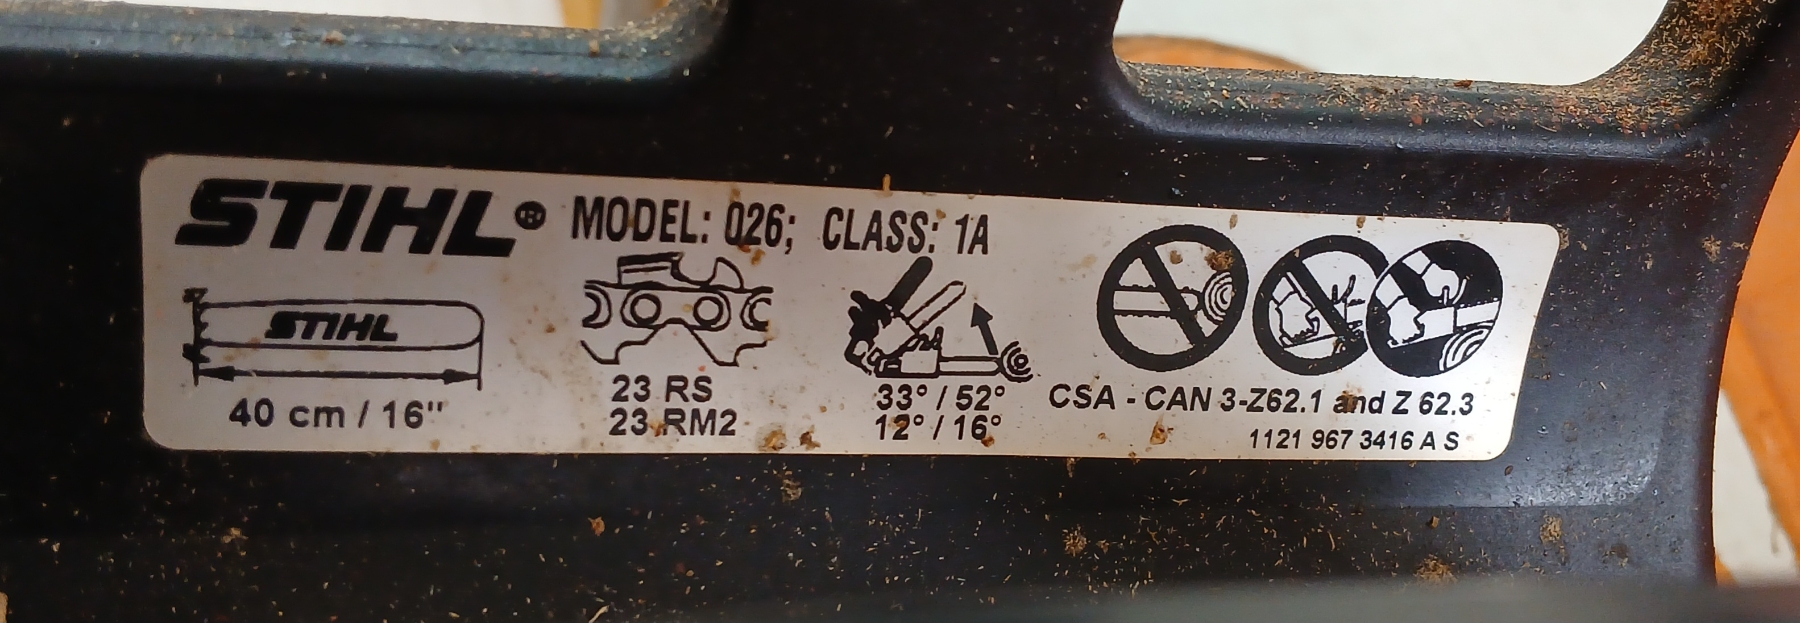 STIHL® MODEL: 026; CLASS: 1A
STIHL
40 cm / 16"
23 RS
23 RM2
33° / 52°
12° / 16°
CSA - CAN 3-Z62.1 and Z 62.3
1121 967 3416 A S